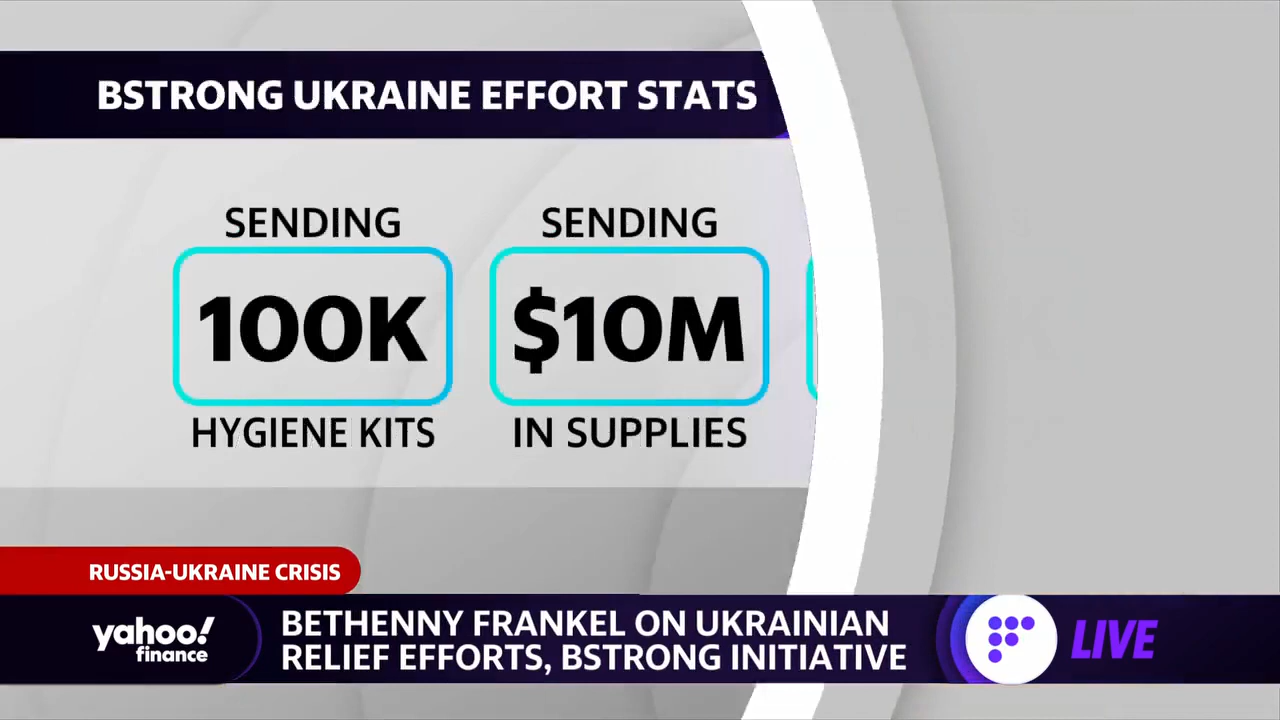 BSTRONG UKRAINE EFFORT STATS
SENDING
100K
HYGIENE KITS
SENDING
$10M
IN SUPPLIES
RUSSIA-UKRAINE CRISIS
yahoo!
finance
BETHENNY FRANKEL ON UKRAINIAN
RELIEF EFFORTS, BSTRONG INITIATIVE
LIVE